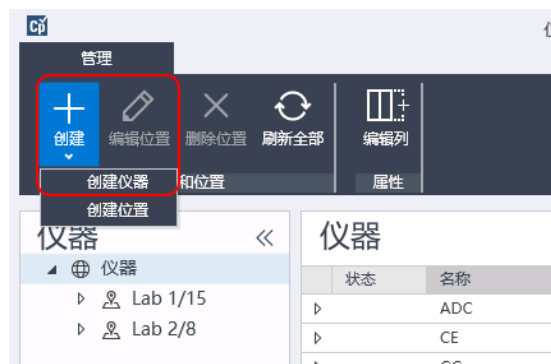 Cp
管理
创建 编辑位置 删除位置 刷新全部 编辑列
创建仪器 和位置 属性
创建位置
仪器 仪器
仪器 状态 名称
Lab 1/15 ADC
Lab 2/8 CE